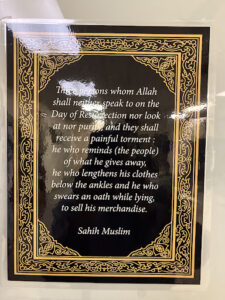 Three persons whom Allah
shall neither speak to on the
Day of Resurrection nor look
at nor purify, and they shall
receive a painful torment :
he who reminds (the people)
of what he gives away,
he who lengthens his clothes
below the ankles and he who
swears an oath while lying,
to sell his merchandise.
Sahih Muslim